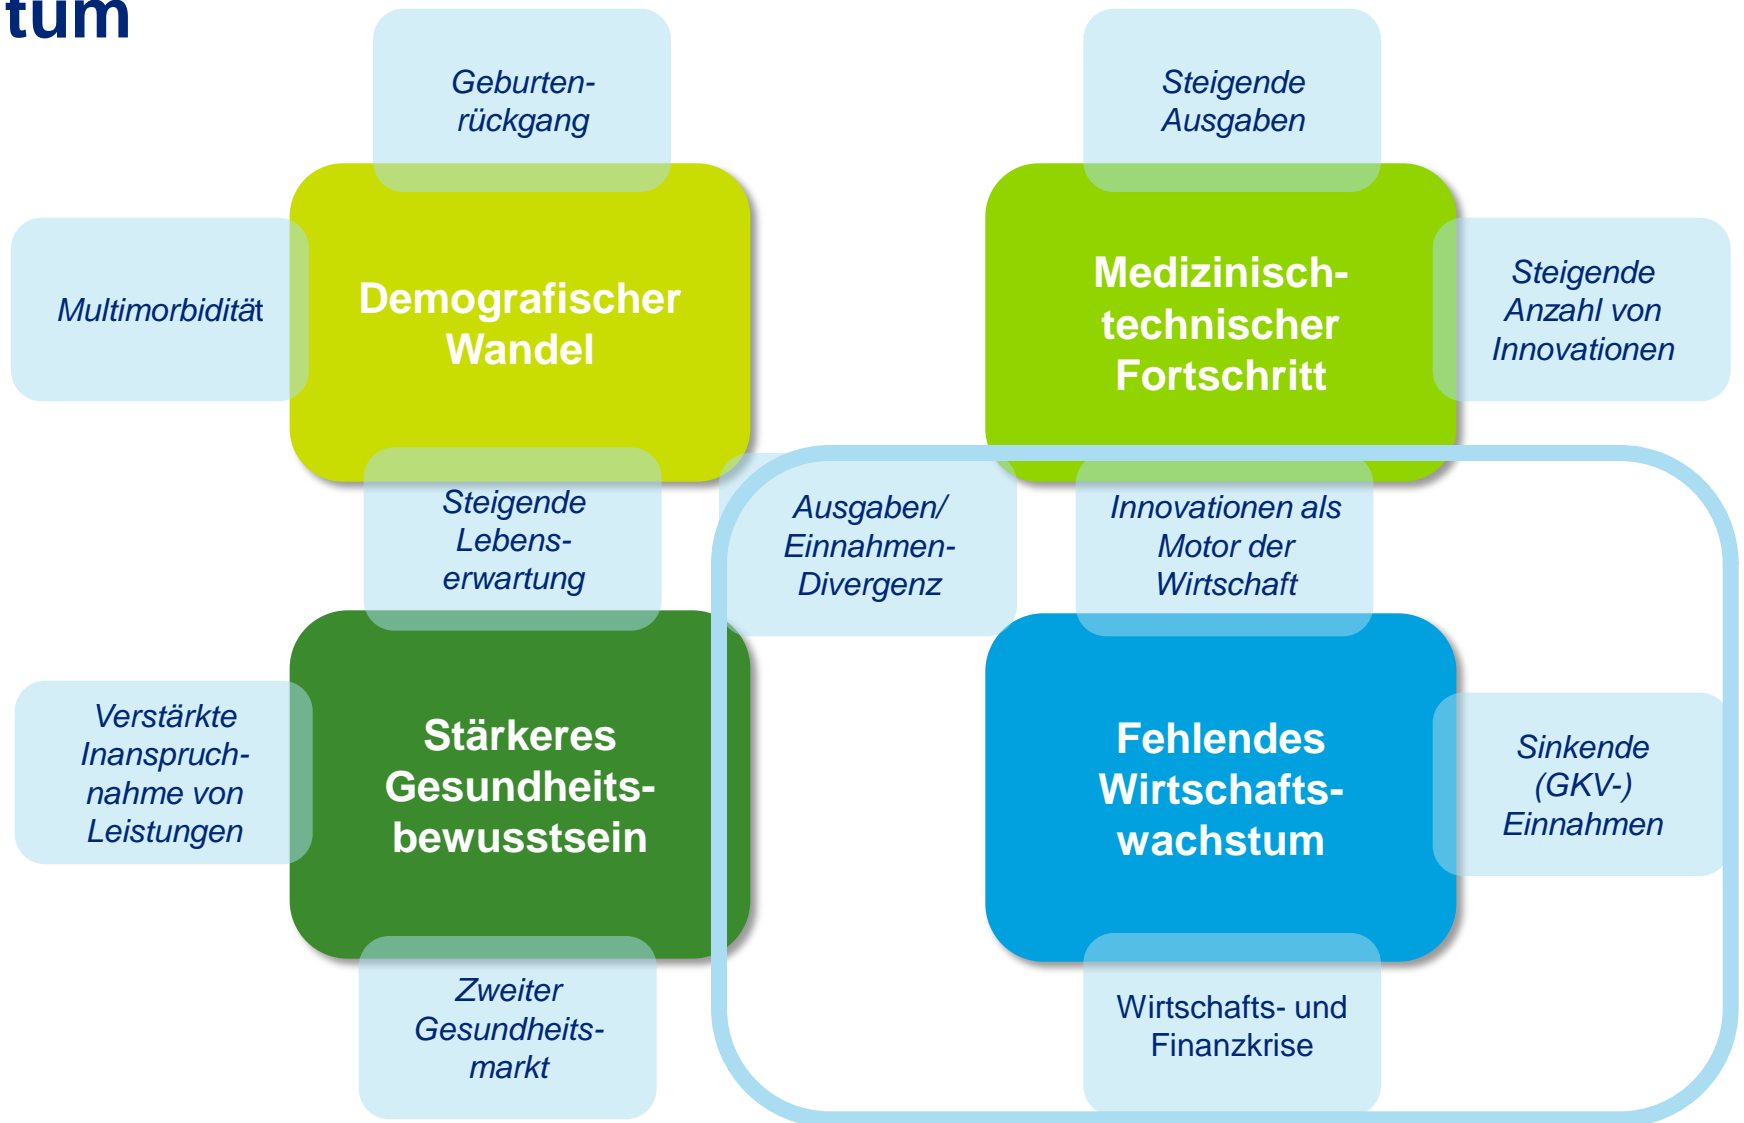 tum
Geburten-
rückgang
Steigende
Ausgaben
Multimorbidität
Demografischer
Wandel
Medizinisch-
technischer
Fortschritt
Steigende
Anzahl von
Innovationen
Steigende
Lebens-
erwartung
Ausgaben/
Einnahmen-
Divergenz
Innovationen als
Motor der
Wirtschaft
Verstärkte
Inanspruch-
nahme von
Leistungen
Stärkeres
Gesundheits-
bewusstsein
Fehlendes
Wirtschafts-
wachstum
Sinkende
(GKV-)
Einnahmen
Zweiter
Gesundheits-
markt
Wirtschafts- und
Finanzkrise